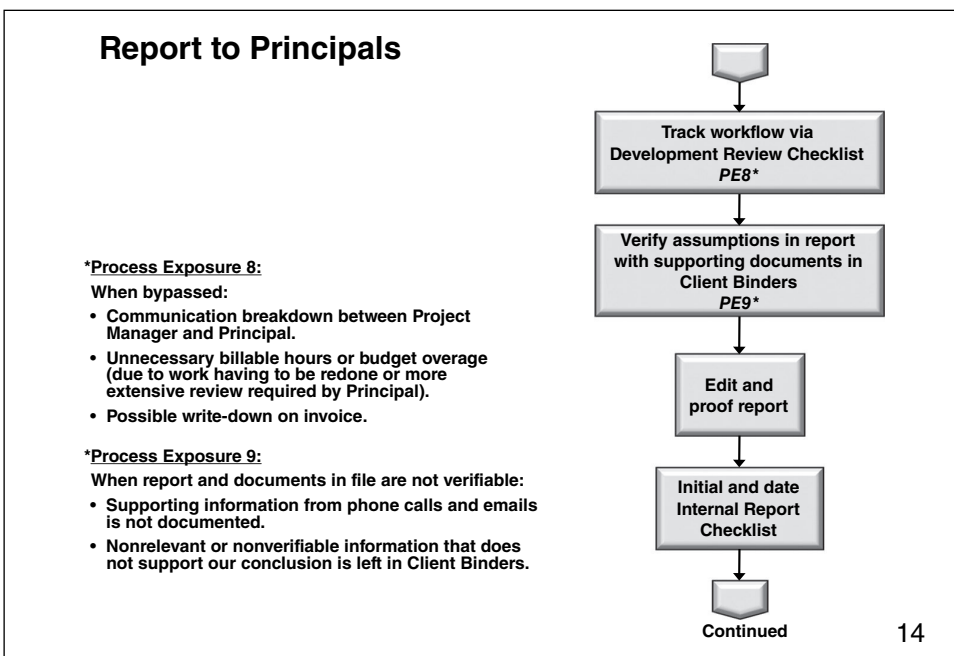 Report to Principals
Track workflow via
Development Review Checklist
PE8*
Verify assumptions in report
with supporting documents in
Client Binders
PE9*
Edit and
proof report
Initial and date
Internal Report
Checklist
Continued
*Process Exposure 8:
When bypassed:
• Communication breakdown between Project
Manager and Principal.
• Unnecessary billable hours or budget overage
(due to work having to be redone or more
extensive review required by Principal).
• Possible write-down on invoice.
*Process Exposure 9:
When report and documents in file are not verifiable:
• Supporting information from phone calls and emails
is not documented.
• Nonrelevant or nonverifiable information that does
not support our conclusion is left in Client Binders.
14